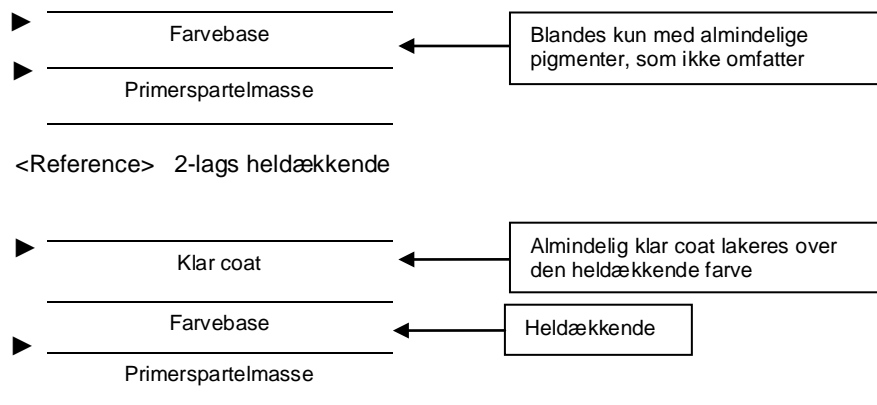 Farvebase
Blandes kun med almindelige
pigmenter, som ikke omfatter
Primerspartelmasse
<Reference> 2-lags heldækkende
Klar coat
Almindelig klar coat lakeres over
den heldækkende farve
Farvebase
Heldækkende
Primerspartelmasse